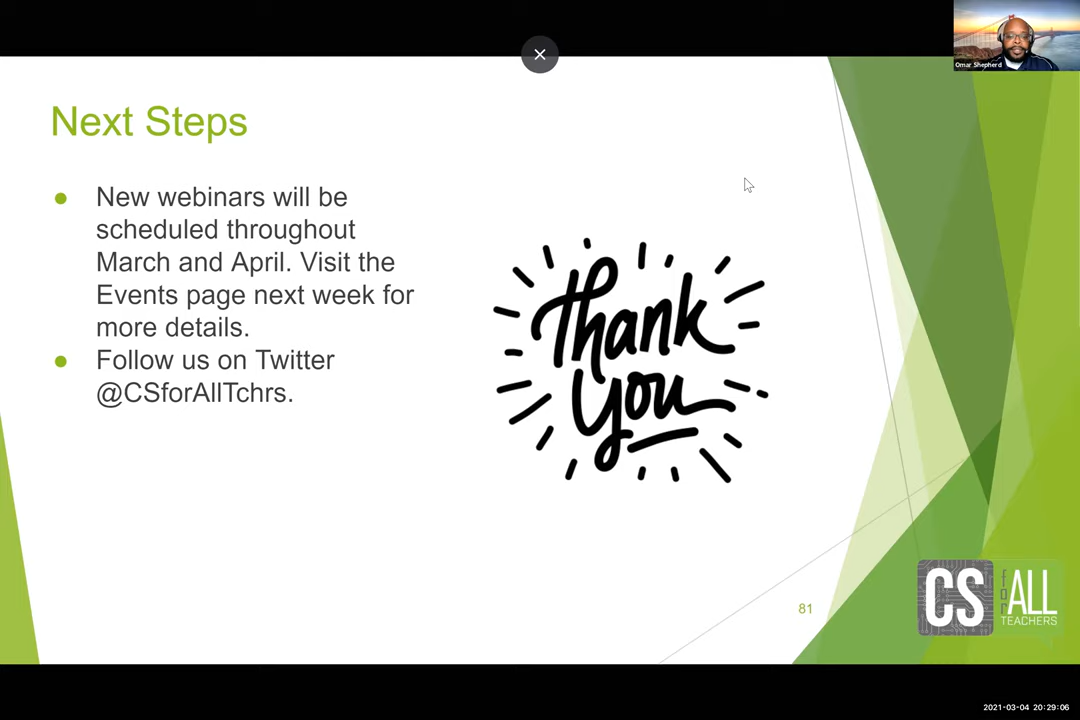 Omar Shepherd
Next Steps
● New webinars will be
scheduled throughout
March and April. Visit the
Events page next week for
more details.
● Follow us on Twitter
@CSforAllTchrs.
Thank
you
81
CS for ALL
TEACHERS
2021-03-04 20:29:06